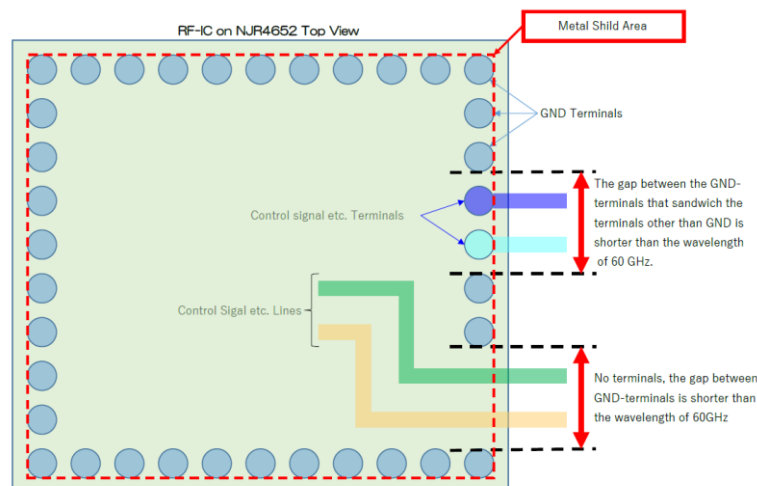 RF-IC on NJR4652 Top View
Metal Shild Area
GND Terminals
Control signal etc. Terminals
The gap between the GND-
terminals that sandwich the
terminals other than GND is
shorter than the wavelength
of 60 GHz.
Control Sigal etc. Lines
No terminals, the gap between
GND-terminals is shorter than
the wavelength of 60GHz